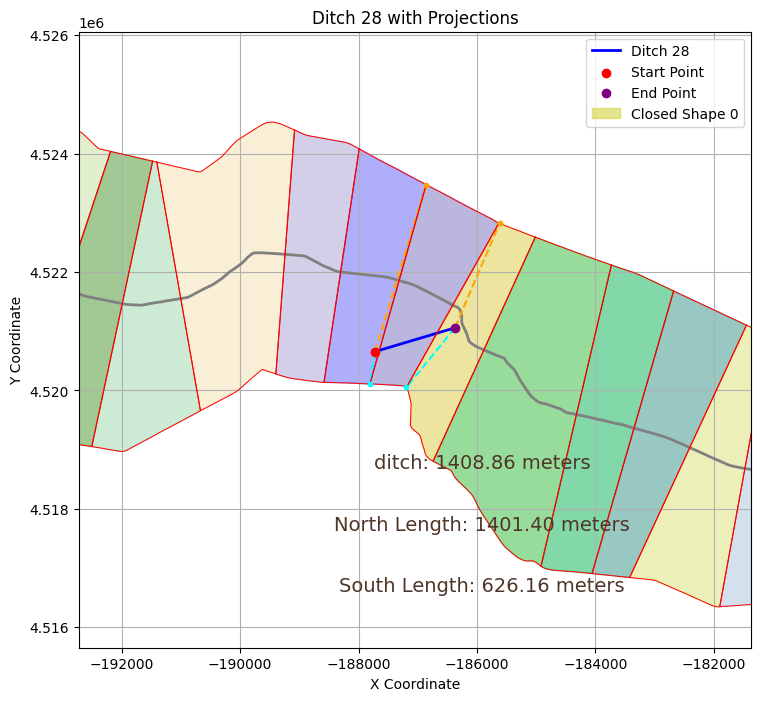 Ditch 28 with Projections
1e6
4.526
4.524
4.522
4.520
4.518
4.516
Y Coordinate
Ditch 28
Start Point
End Point
Closed Shape 0
ditch: 1408.86 meters
North Length: 1401.40 meters
South Length: 626.16 meters
−192000 −190000 −188000 −186000 −184000 −182000
X Coordinate